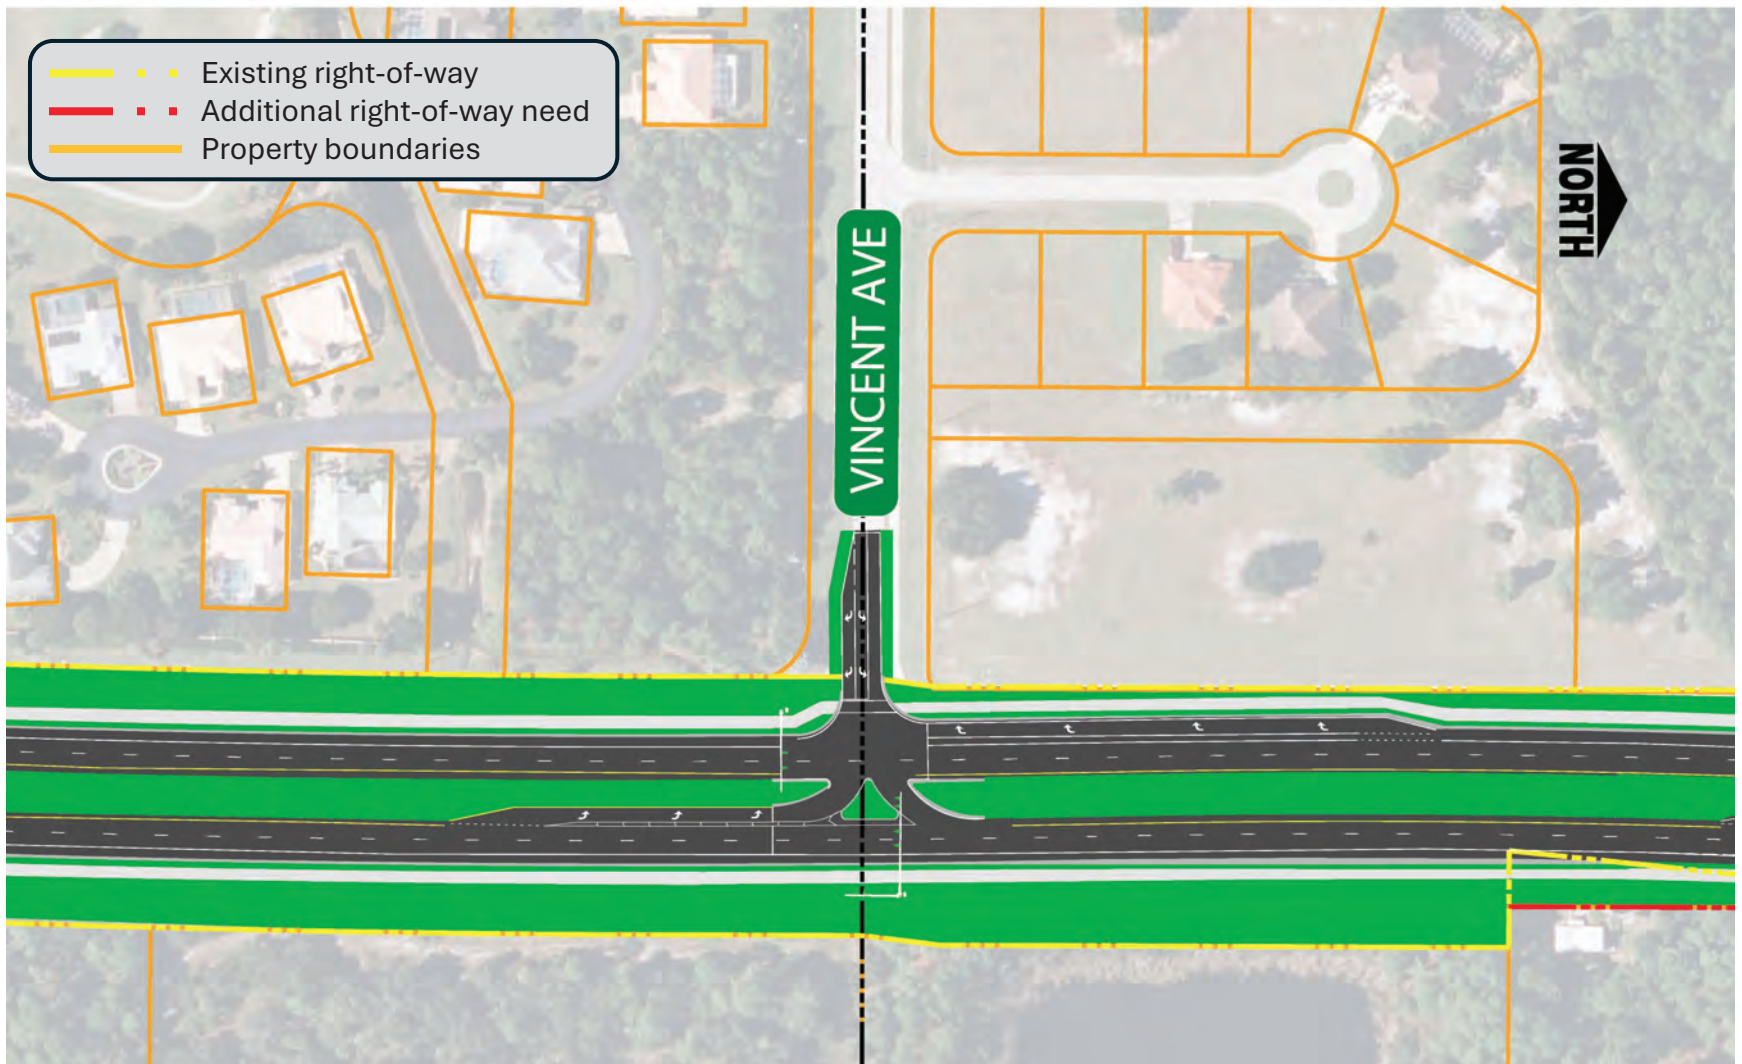 Existing right-of-way
Additional right-of-way need
Property boundaries
NORTH
VINCENT AVE